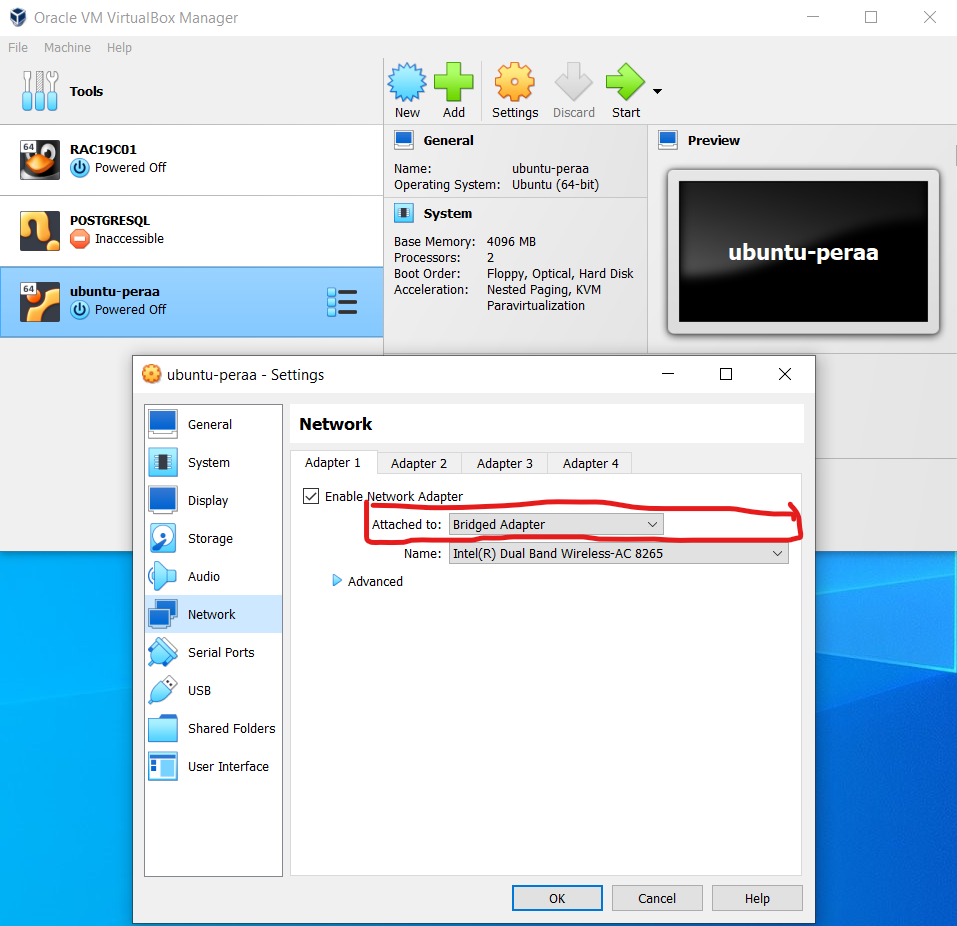 Oracle VM VirtualBox Manager
File Machine Help
Tools
New Add Settings Discard Start
64 RAC19C01
Powered Off
POSTGRESQL
Inaccessible
64 ubuntu-peraa
Powered Off
General
Name: ubuntu-peraa
Operating System: Ubuntu (64-bit)
System
Base Memory: 4096 MB
Processors: 2
Boot Order: Floppy, Optical, Hard Disk
Acceleration: Nested Paging, KVM
Paravirtualization
Preview
ubuntu-peraa
ubuntu-peraa - Settings
General
System
Display
Storage
Audio
Network
Serial Ports
USB
Shared Folders
User Interface
Network
Adapter 1 Adapter 2 Adapter 3 Adapter 4
Enable Network Adapter
Attached to: Bridged Adapter
Name: Intel(R) Dual Band Wireless-AC 8265
Advanced
OK Cancel Help